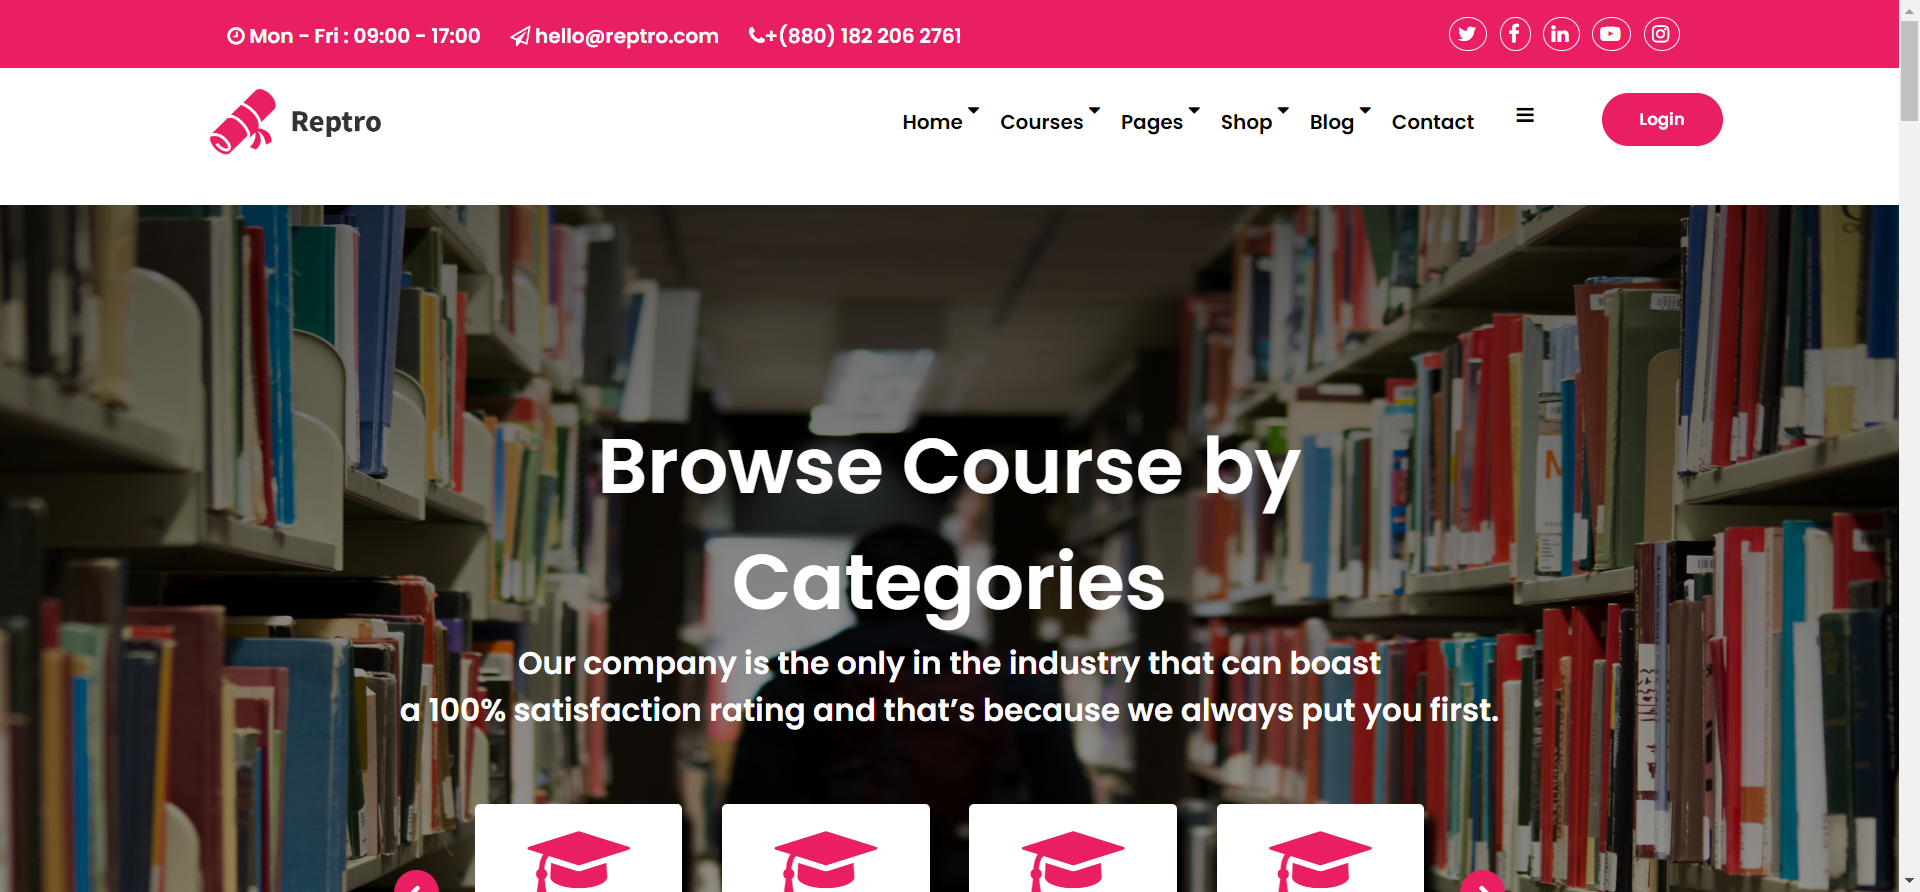 Mon - Fri : 09:00 - 17:00 hello@reptro.com +(880) 182 206 2761
Reptro Home Courses Pages Shop Blog Contact Login
Browse Course by
Categories
Our company is the only in the industry that can boast
a 100% satisfaction rating and that’s because we always put you first.